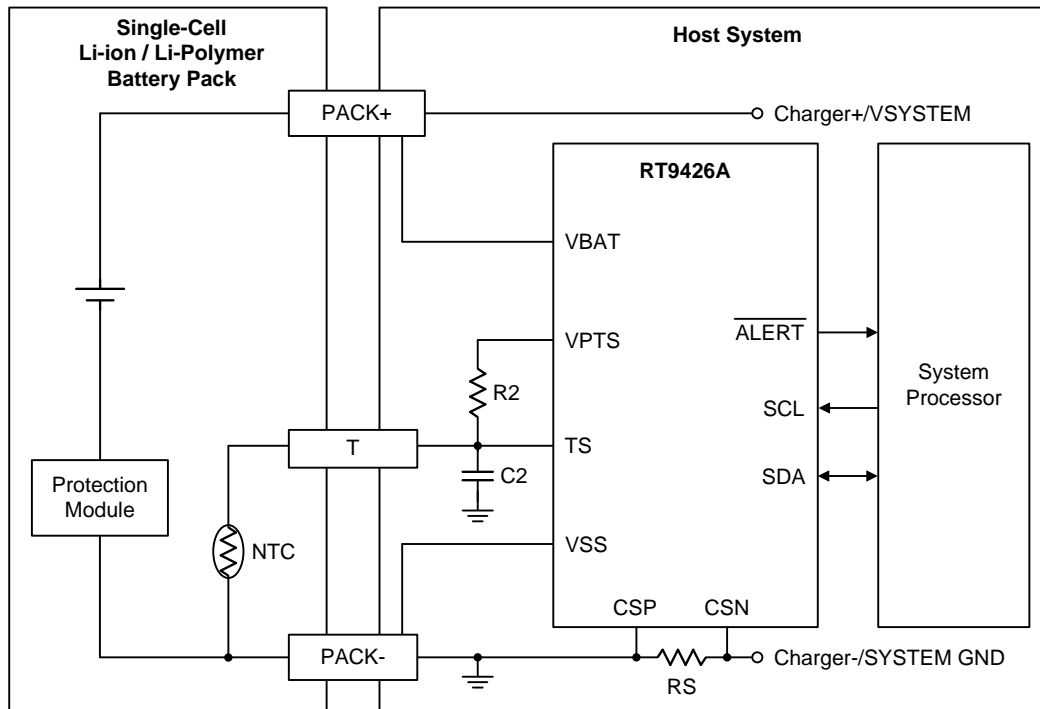 Single-Cell
Li-ion / Li-Polymer
Battery Pack
Host System
PACK+
Charger+/VSYSTEM
RT9426A
VBAT
VPTS
ALERT
R2
System
Processor
SCL
T
TS
C2
SDA
Protection
Module
NTC
VSS
CSP
CSN
PACK-
Charger-/SYSTEM GND
RS